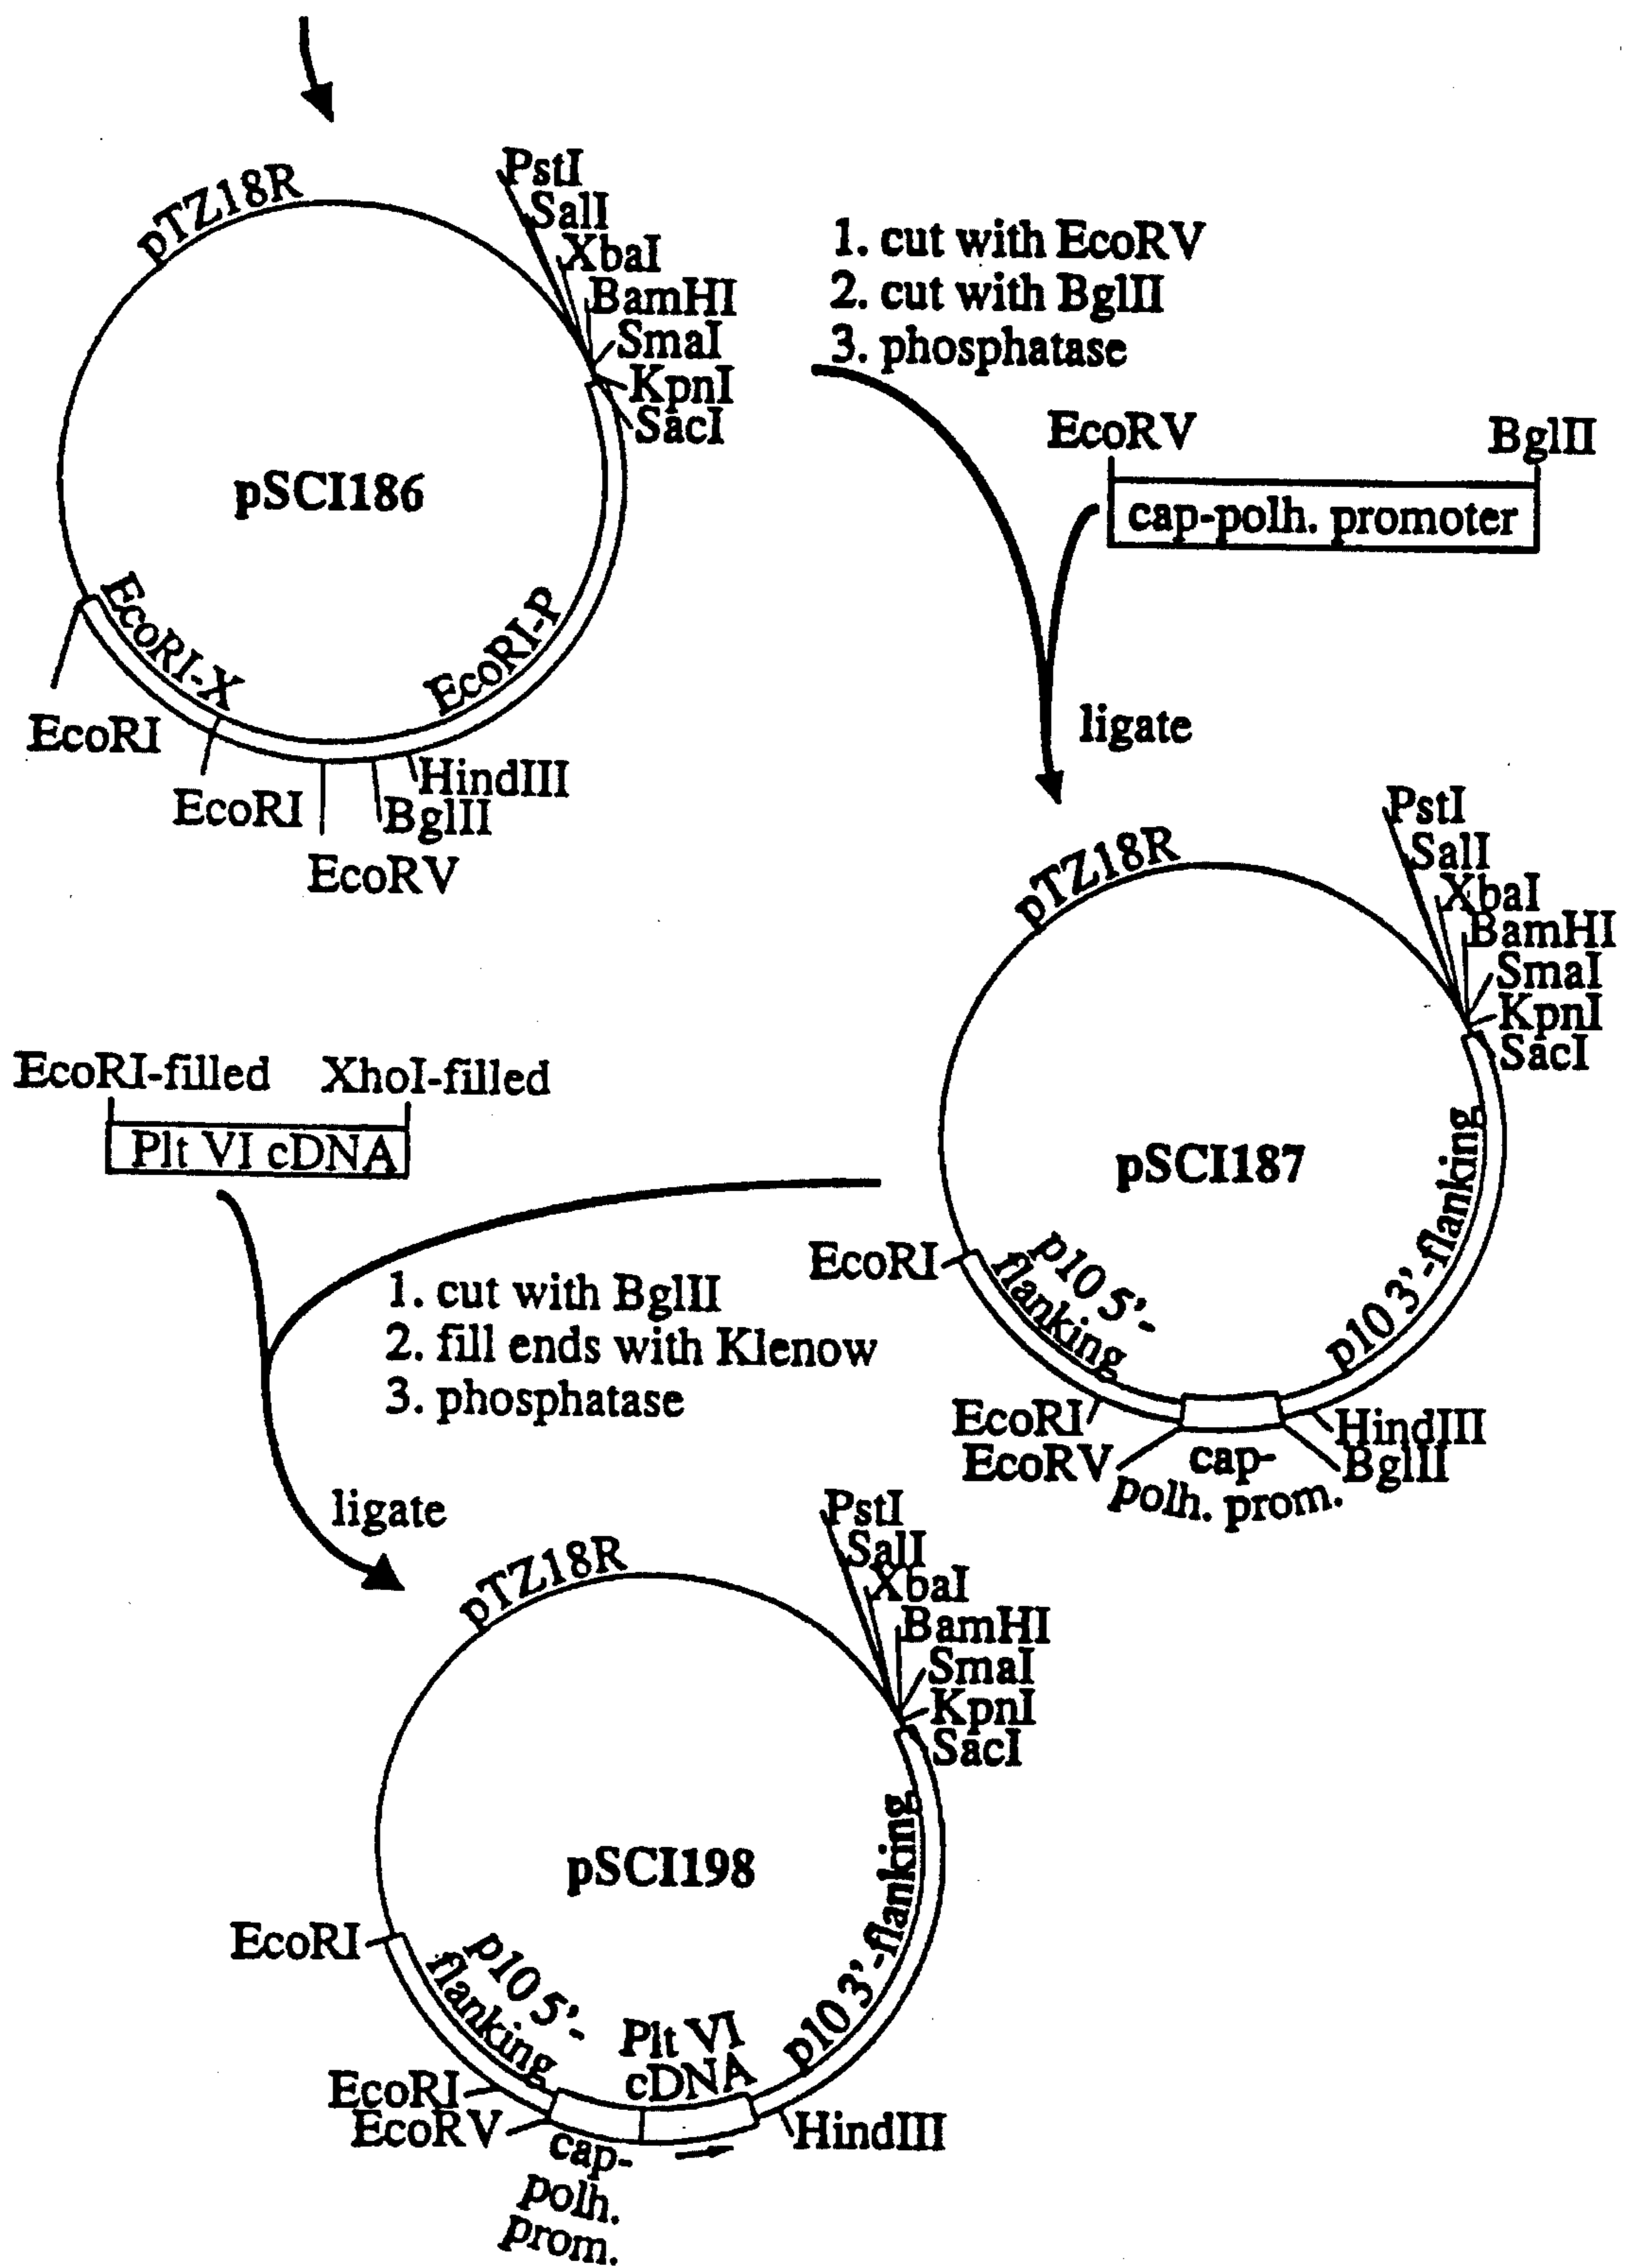 pTZ18R
PstI
SalI
XbaI
BamHI
SmaI
KpnI
SacI
pSCI186
EcoRI-X
EcoRI-P
EcoRI
EcoRI
EcoRV
BglII
HindIII
1. cut with EcoRV
2. cut with BglII
3. phosphatase
EcoRV
BglII
cap-polh. promoter
ligate
pTZ18R
PstI
SalI
XbaI
BamHI
SmaI
KpnI
SacI
pSCI187
EcoRI
p10 5'-
flanking
p10 3'-flanking
EcoRI
EcoRV
cap-
polh. prom.
HindIII
BglII
EcoRI-filled
XhoI-filled
Plt VI cDNA
1. cut with BglII
2. fill ends with Klenow
3. phosphatase
ligate
pTZ18R
PstI
SalI
XbaI
BamHI
SmaI
KpnI
SacI
pSCI198
EcoRI
p10 5'-
flanking
Plt VI
cDNA
p10 3'-flanking
EcoRI
EcoRV
cap-
polh.
prom.
HindIII